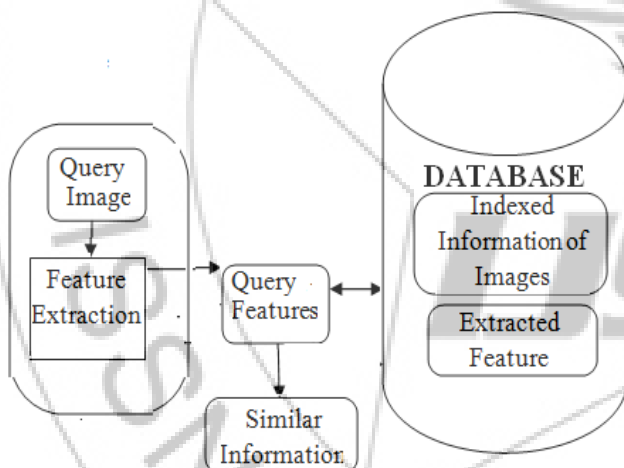 Query
Image
Feature
Extraction
Query
Features
Similar
Information
DATABASE
Indexed
Information of
Images
Extracted
Feature